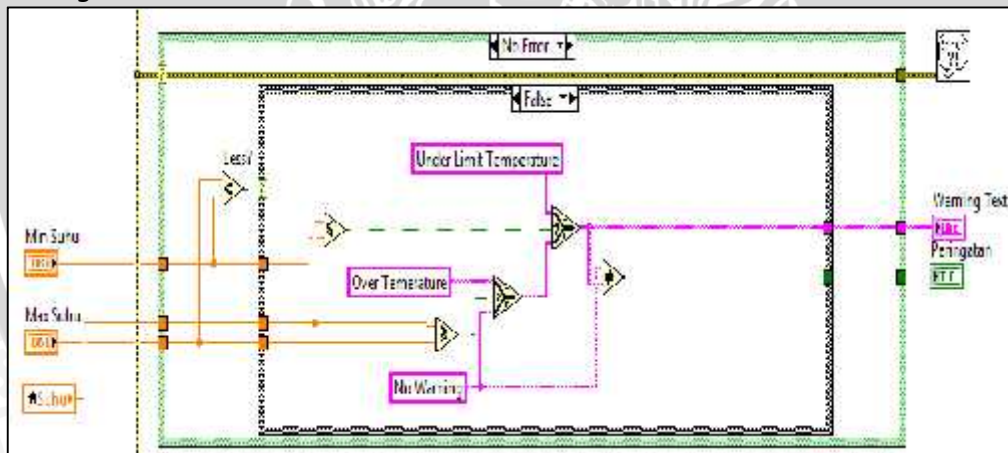 No Error
False
Less?
Under Limit Temperature
Min Suhu
Warning Text
Over Temerature
Peringatan
Max Suhu
No Warning
Suhu